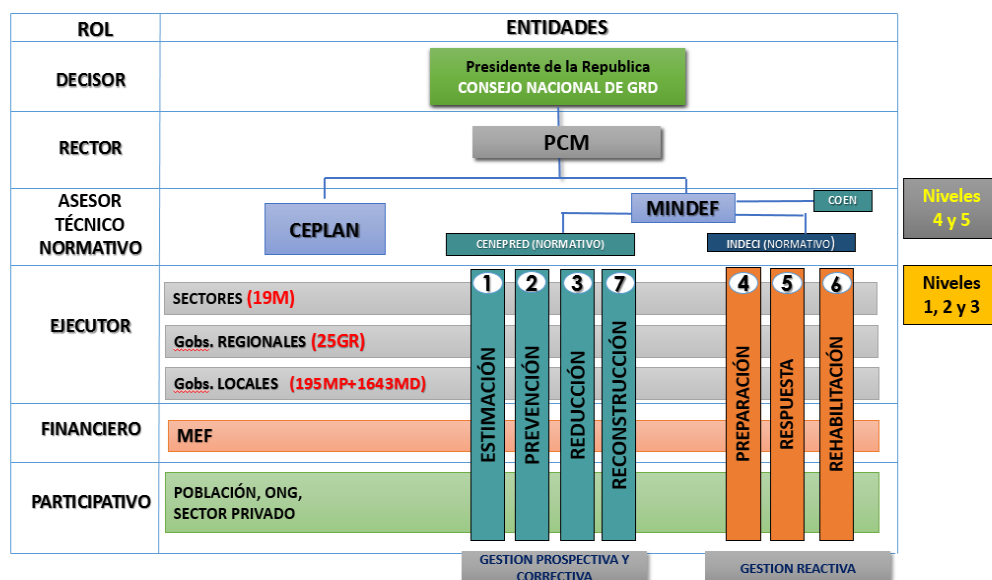 ROL
ENTIDADES
DECISOR
Presidente de la Republica
CONSEJO NACIONAL DE GRD
RECTOR
PCM
ASESOR
TÉCNICO
NORMATIVO
CEPLAN
MINDEF
COEN
CENEPRED (NORMATIVO)
INDECI (NORMATIVO)
Niveles
4 y 5
EJECUTOR
SECTORES (19M)
Gobs. REGIONALES (25GR)
Gobs. LOCALES (195MP+1643MD)
1
ESTIMACIÓN
2
PREVENCIÓN
3
REDUCCIÓN
7
RECONSTRUCCIÓN
4
PREPARACIÓN
5
RESPUESTA
6
REHABILITACIÓN
Niveles
1, 2 y 3
FINANCIERO
MEF
PARTICIPATIVO
POBLACIÓN, ONG,
SECTOR PRIVADO
GESTION PROSPECTIVA Y
CORRECTIVA
GESTION REACTIVA